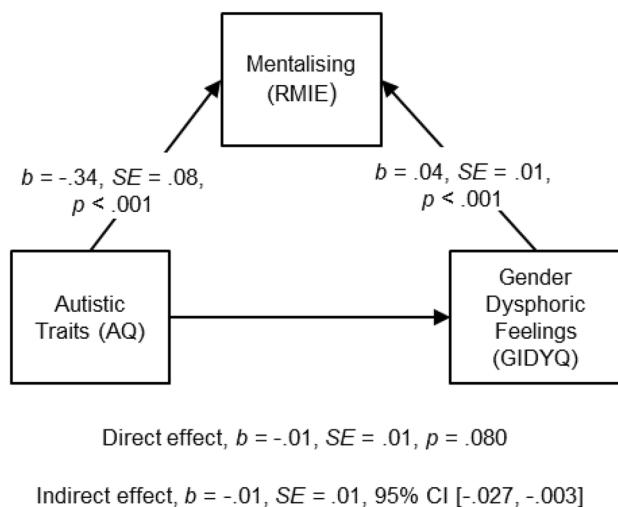 Mentalising
(RMIE)
b = -.34, SE = .08,
p < .001
b = .04, SE = .01,
p < .001
Autistic
Traits (AQ)
Gender
Dysphoric
Feelings
(GIDYQ)
Direct effect, b = -.01, SE = .01, p = .080
Indirect effect, b = -.01, SE = .01, 95% CI [-.027, -.003]